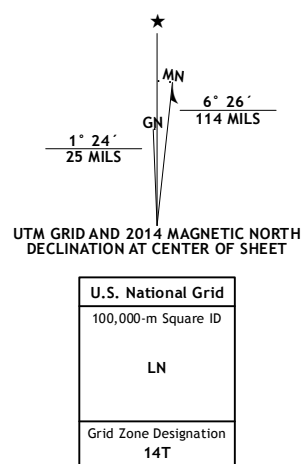 ★
MN
GN
6° 26´
114 MILS
1° 24´
25 MILS
UTM GRID AND 2014 MAGNETIC NORTH
DECLINATION AT CENTER OF SHEET
U.S. National Grid
100,000-m Square ID
LN
Grid Zone Designation
14T